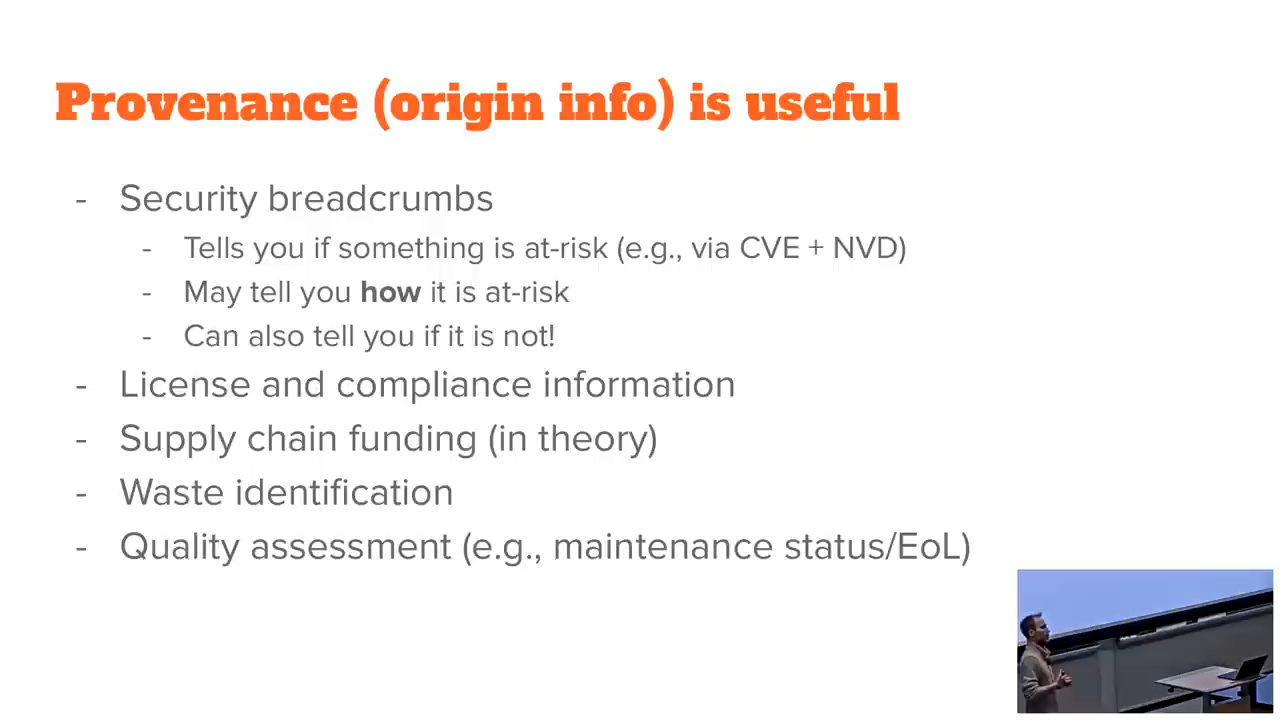 Provenance (origin info) is useful
- Security breadcrumbs
- Tells you if something is at-risk (e.g., via CVE + NVD)
- May tell you how it is at-risk
- Can also tell you if it is not!
- License and compliance information
- Supply chain funding (in theory)
- Waste identification
- Quality assessment (e.g., maintenance status/EoL)